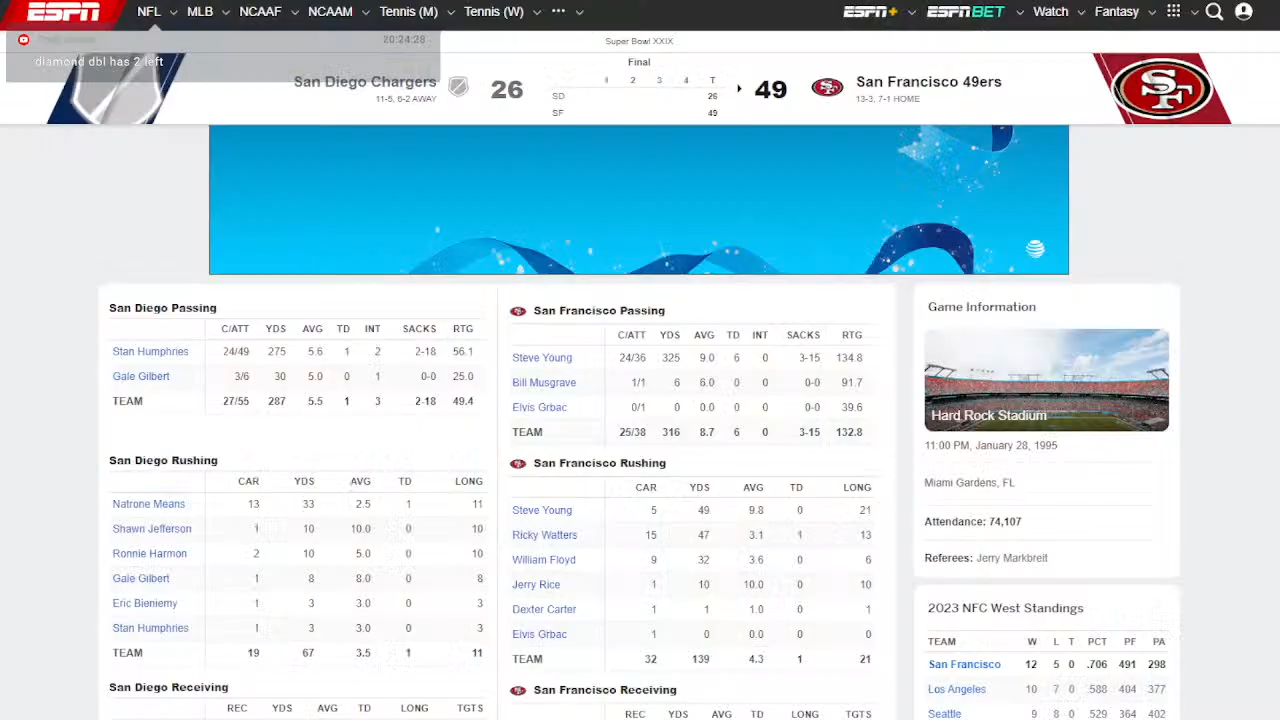 ESPN NFL MLB NCAAF NCAAM Tennis (M) Tennis (W) ••• ESPN+ ESPN BET Watch Fantasy
20:24:28
diamond dbl has 2 left
Super Bowl XXIX
San Diego Chargers
11-5, 6-2 AWAY
26
Final
2 3 4 T
SD 26
SF 49
49
San Francisco 49ers
13-3, 7-1 HOME
SF
San Diego Passing
C/ATT YDS AVG TD INT SACKS RTG
Stan Humphries 24/49 275 5.6 1 2 2-18 56.1
Gale Gilbert 3/6 30 5.0 0 1 0-0 25.0
TEAM 27/55 287 5.5 1 3 2-18 49.4
San Diego Rushing
CAR YDS AVG TD LONG
Natrone Means 13 33 2.5 1 11
Shawn Jefferson 1 10 10.0 0 10
Ronnie Harmon 2 10 5.0 0 10
Gale Gilbert 1 8 8.0 0 8
Eric Bieniemy 1 3 3.0 0 3
Stan Humphries 1 3 3.0 0 3
TEAM 19 67 3.5 1 11
San Diego Receiving
REC YDS AVG TD LONG TGTS
San Francisco Passing
C/ATT YDS AVG TD INT SACKS RTG
Steve Young 24/36 325 9.0 6 0 3-15 134.8
Bill Musgrave 1/1 6 6.0 0 0 0-0 91.7
Elvis Grbac 0/1 0 0.0 0 0 0-0 39.6
TEAM 25/38 316 8.7 6 0 3-15 132.8
San Francisco Rushing
CAR YDS AVG TD LONG
Steve Young 5 49 9.8 0 21
Ricky Watters 15 47 3.1 1 13
William Floyd 9 32 3.6 0 6
Jerry Rice 1 10 10.0 0 10
Dexter Carter 1 1 1.0 0 1
Elvis Grbac 1 0 0.0 0 0
TEAM 32 139 4.3 1 21
San Francisco Receiving
REC YDS AVG TD LONG TGTS
Game Information
Hard Rock Stadium
11:00 PM, January 28, 1995
Miami Gardens, FL
Attendance: 74,107
Referees: Jerry Markbreit
2023 NFC West Standings
TEAM W L T PCT PF PA
San Francisco 12 5 0 .706 491 298
Los Angeles 10 7 0 .588 404 377
Seattle 9 8 0 .529 364 402